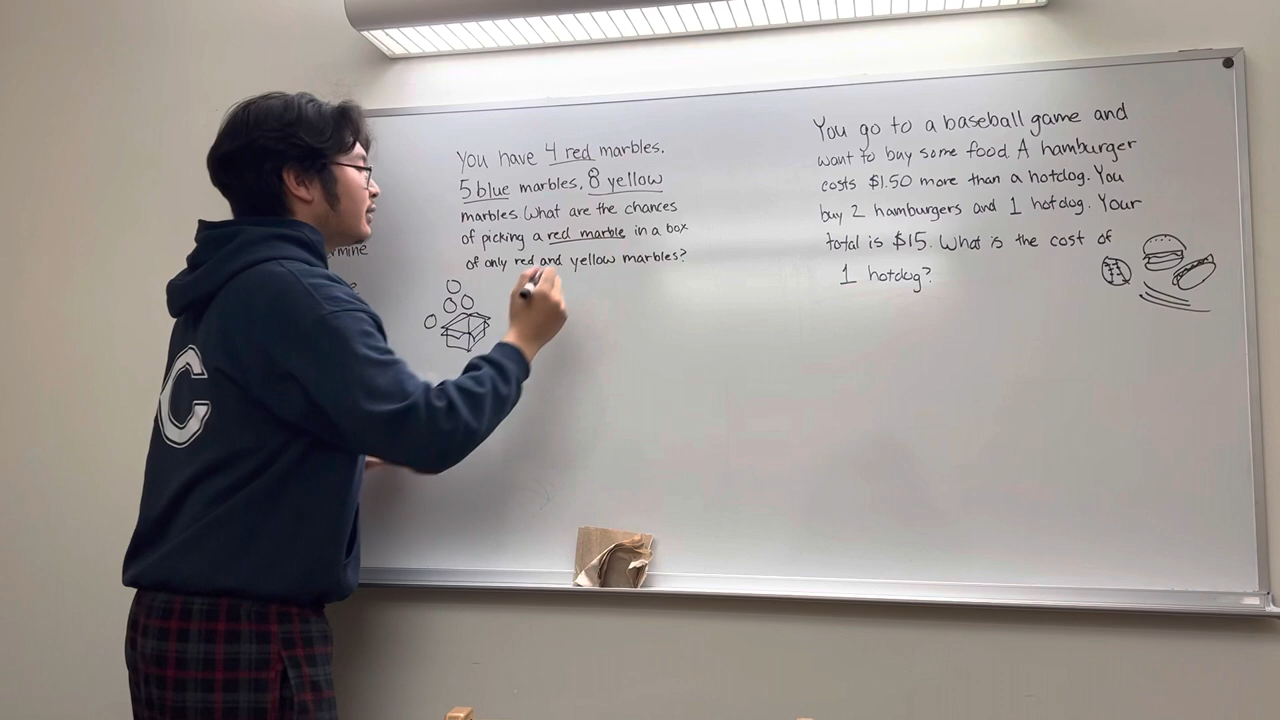 You have 4 red marbles,
5 blue marbles, 8 yellow
marbles. What are the chances
of picking a red marble in a box
of only red and yellow marbles?
You go to a baseball game and
want to buy some food. A hamburger
costs $1.50 more than a hotdog. You
buy 2 hamburgers and 1 hotdog. Your
total is $15. What is the cost of
1 hotdog?
C